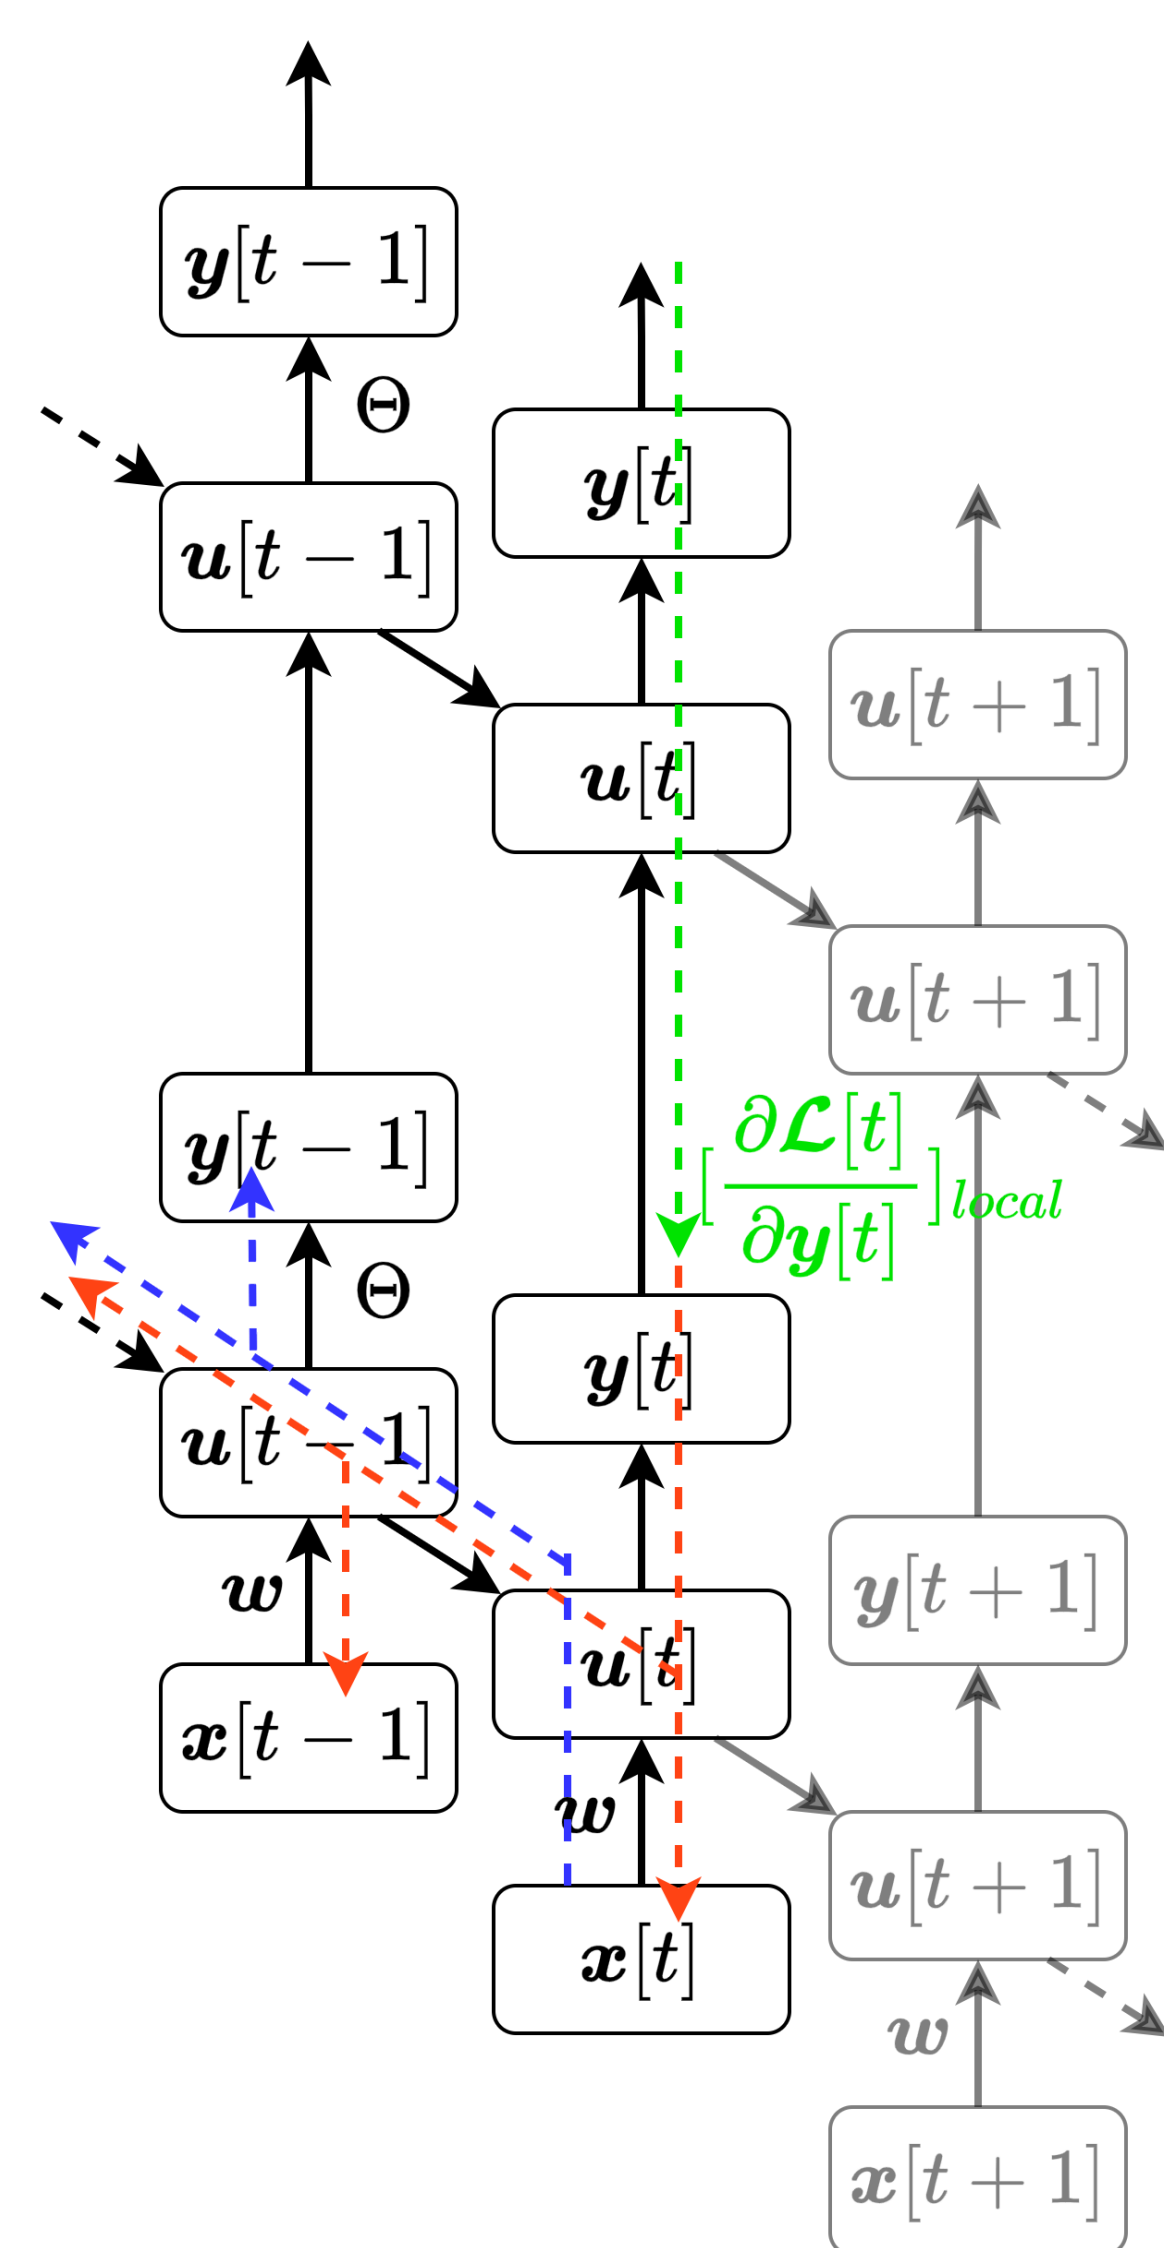 y[t − 1]
Θ
u[t − 1]
y[t]
u[t]
u[t + 1]
u[t + 1]
y[t − 1]
[∂𝓛[t]/∂y[t]]local
Θ
y[t]
u[t − 1]
y[t + 1]
w
u[t]
x[t − 1]
w
u[t + 1]
x[t]
w
x[t + 1]